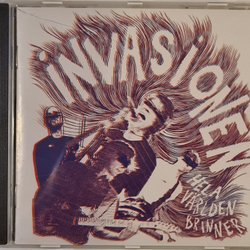 iNVASiONEN
HELA
VÄRLDEN
BRINNER